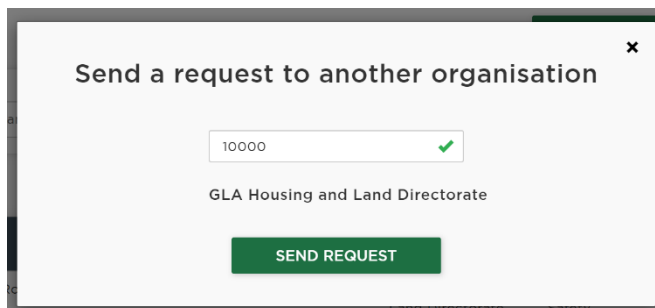 Send a request to another organisation
10000
GLA Housing and Land Directorate
SEND REQUEST